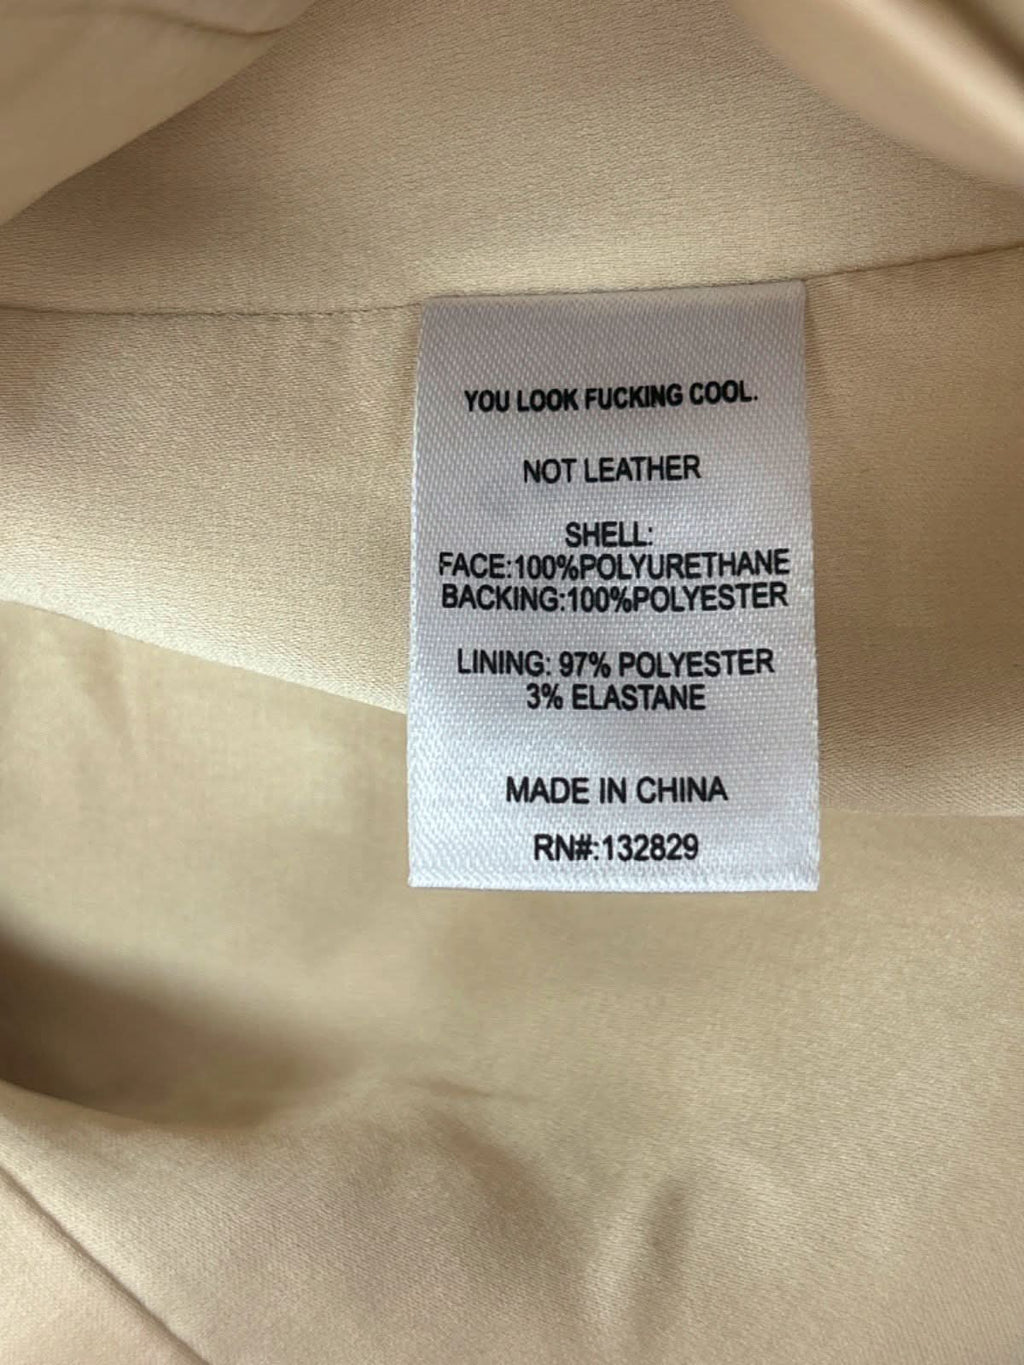 YOU LOOK FUCKING COOL.
NOT LEATHER
SHELL:
FACE:100%POLYURETHANE
BACKING:100%POLYESTER
LINING: 97% POLYESTER
3% ELASTANE
MADE IN CHINA
RN#:132829